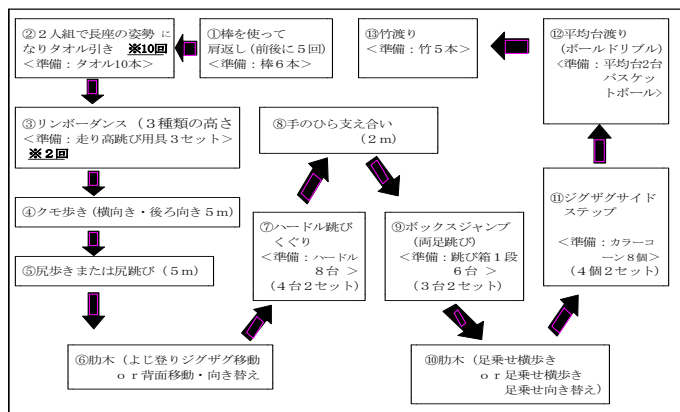 ①棒を使って
肩返し(前後に５回)
<準備：棒６本>
②２人組で長座の姿勢に
なりタオル引き ※10回
<準備：タオル10本>
③リンボーダンス（３種類の高さ
<準備：走り高跳び用具３セット>
※２回
④クモ歩き(横向き・後ろ向き５ｍ)
⑤尻歩きまたは尻跳び（５ｍ）
⑥肋木（よじ登りジグザグ移動
ｏｒ背面移動・向き替え
⑦ハードル跳び
くぐり
<準備：ハードル
８台 >
（４台２セット）
⑧手のひら支え合い
（２ｍ）
⑨ボックスジャンプ
（両足跳び）
<準備：跳び箱１段
６台 >
（３台２セット）
⑩肋木（足乗せ横歩き
ｏｒ足乗せ横歩き
足乗せ向き替え）
⑪ジグザグサイド
ステップ
<準備：カラーコ
ーン８個>
（４個２セット）
⑫平均台渡り
(ボールドリブル)
<準備：平均台2台
バスケッ
トボール>
⑬竹渡り
<準備：竹５本>